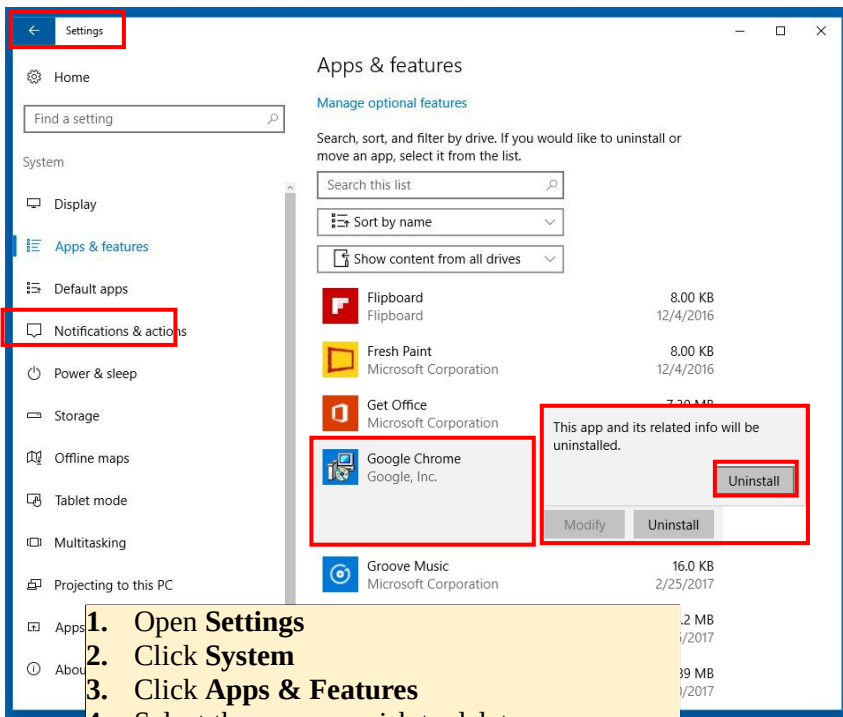 Settings
Home
Find a setting
System
Display
Apps & features
Default apps
Notifications & actions
Power & sleep
Storage
Offline maps
Tablet mode
Multitasking
Projecting to this PC
Apps
Abou
Apps & features
Manage optional features
Search, sort, and filter by drive. If you would like to uninstall or
move an app, select it from the list.
Search this list
Sort by name
Show content from all drives
Flipboard 8.00 KB
Flipboard 12/4/2016
Fresh Paint 8.00 KB
Microsoft Corporation 12/4/2016
Get Office 7.20 MB
Microsoft Corporation
Google Chrome
Google, Inc.
This app and its related info will be
uninstalled.
Uninstall
Modify Uninstall
Groove Music 16.0 KB
Microsoft Corporation 2/25/2017
.2 MB
/2017
39 MB
/2017
1. Open Settings
2. Click System
3. Click Apps & Features